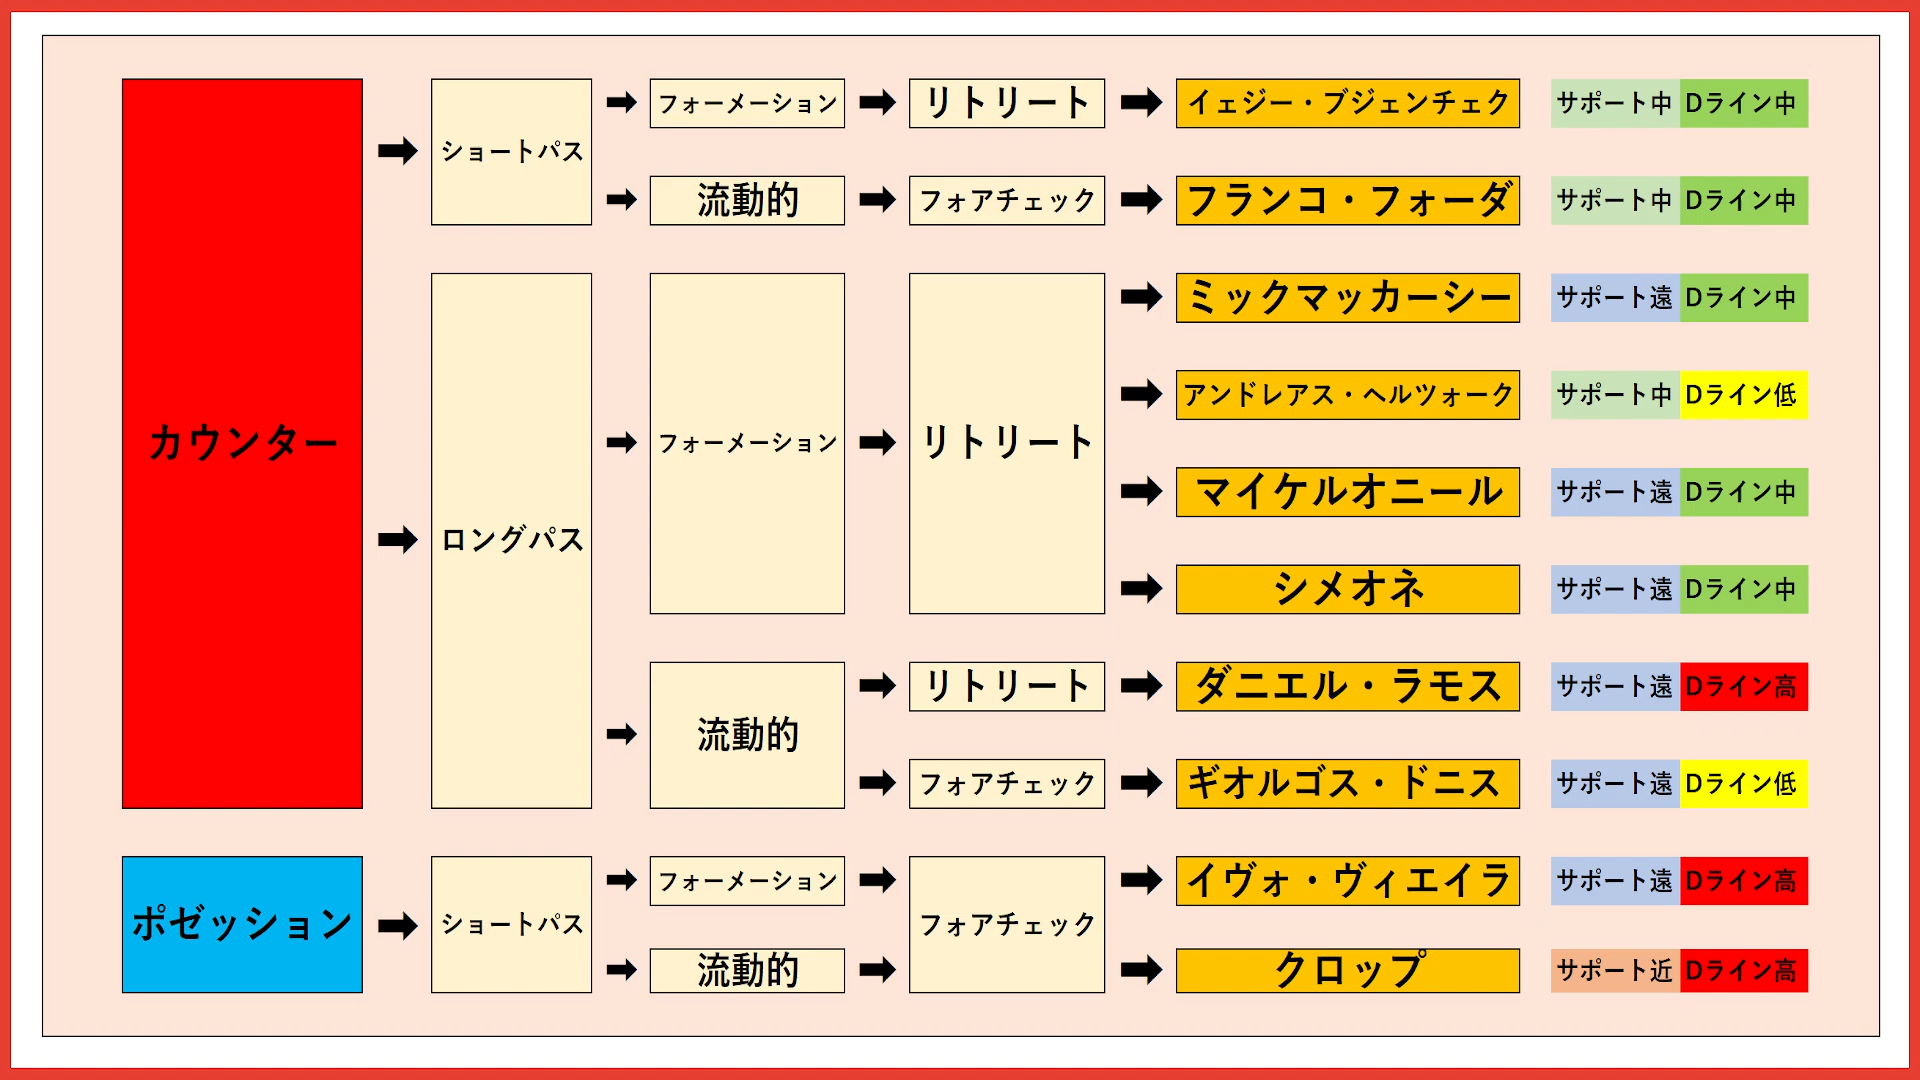 カウンター
ショートパス
フォーメーション
リトリート
イェジー・ブジェンチェク
サポート中
Dライン中
流動的
フォアチェック
フランコ・フォーダ
サポート中
Dライン中
ロングパス
フォーメーション
リトリート
ミックマッカーシー
サポート遠
Dライン中
アンドレアス・ヘルツォーク
サポート中
Dライン低
マイケルオニール
サポート遠
Dライン中
シメオネ
サポート遠
Dライン中
流動的
リトリート
ダニエル・ラモス
サポート遠
Dライン高
フォアチェック
ギオルゴス・ドニス
サポート遠
Dライン低
ポゼッション
ショートパス
フォーメーション
フォアチェック
イヴォ・ヴィエイラ
サポート遠
Dライン高
流動的
クロップ
サポート近
Dライン高